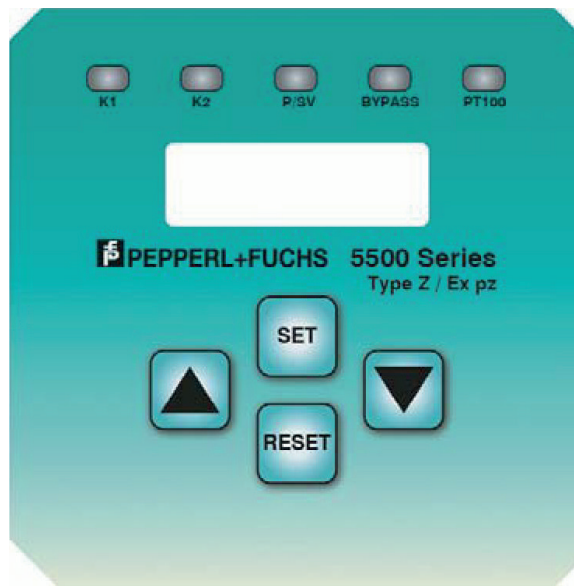 K1 K2 P/SV BYPASS PT100
PEPPERL+FUCHS 5500 Series
Type Z / Ex pz
SET
RESET